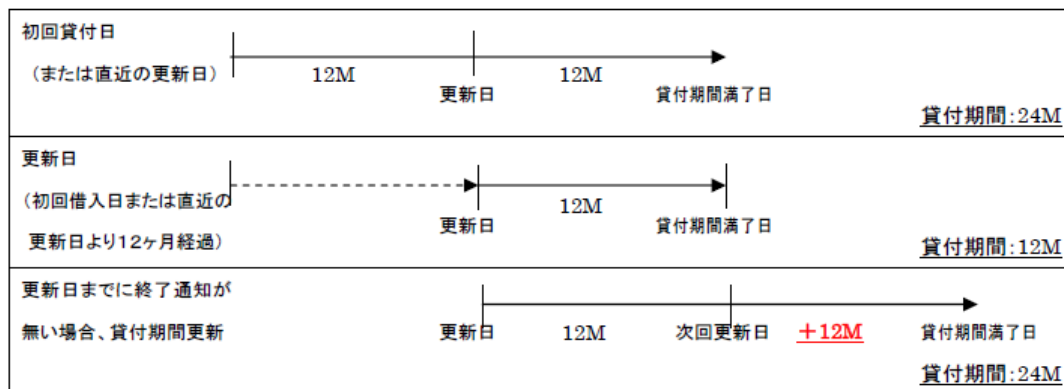 初回貸付日
(または直近の更新日)
12M
12M
更新日
貸付期間満了日
貸付期間:24M
更新日
(初回借入日または直近の
更新日より12ヶ月経過)
12M
更新日
貸付期間満了日
貸付期間:12M
更新日までに終了通知が
無い場合、貸付期間更新
更新日
12M
次回更新日
+12M
貸付期間満了日
貸付期間:24M